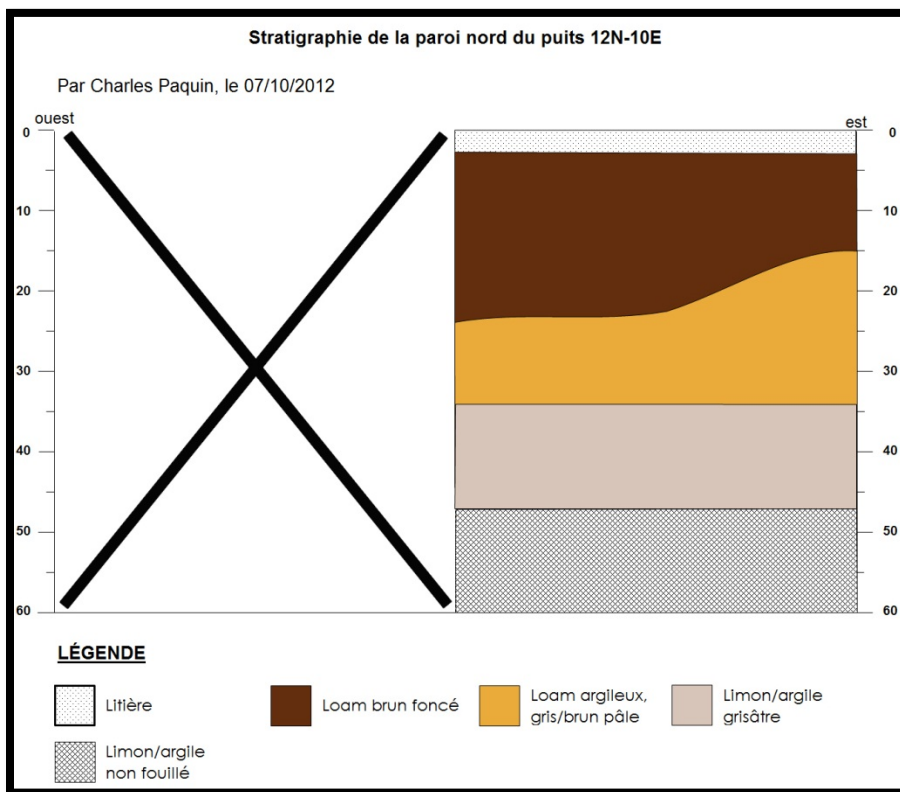 Stratigraphie de la paroi nord du puits 12N-10E
Par Charles Paquin, le 07/10/2012
ouest
est
0
0
10
10
20
20
30
30
40
40
50
50
60
60
LÉGENDE
Litière
Loam brun foncé
Loam argileux,
gris/brun pâle
Limon/argile
grisâtre
Limon/argile
non fouillé